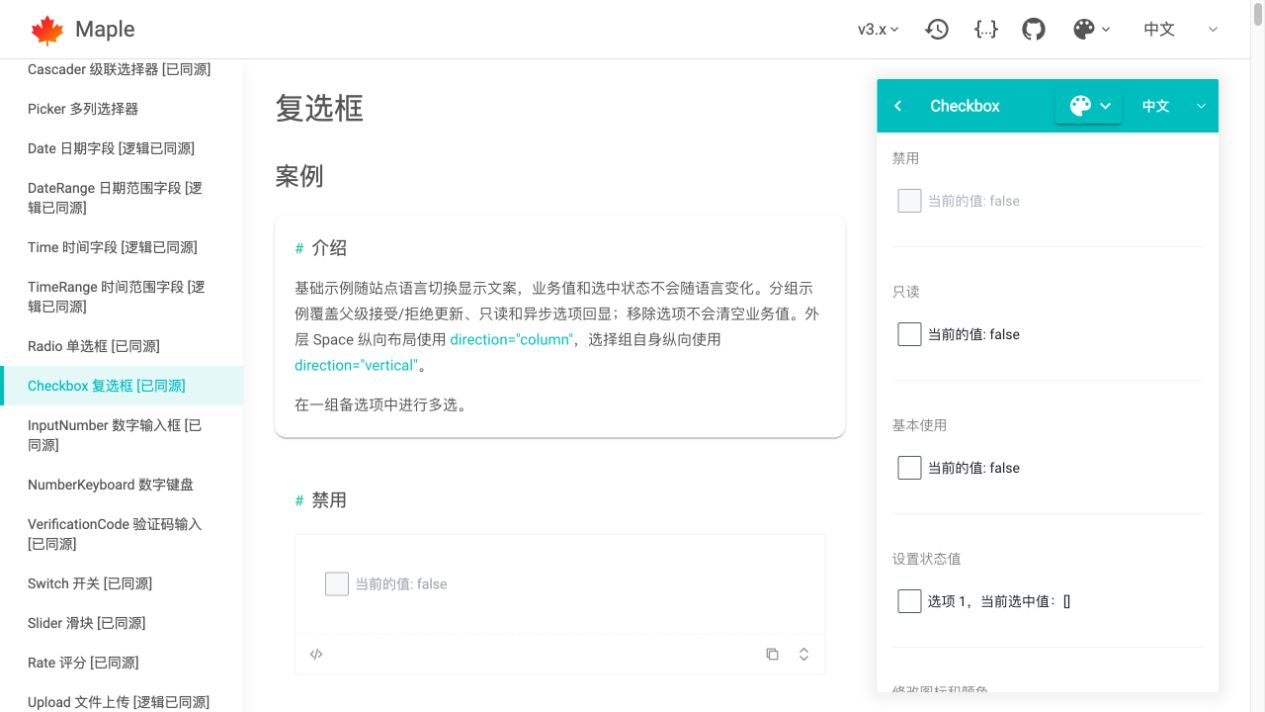 Maple
v3.x
{...}
中文
Cascader 级联选择器 [已同源]
Picker 多列选择器
Date 日期字段 [逻辑已同源]
DateRange 日期范围字段 [逻
辑已同源]
Time 时间字段 [逻辑已同源]
TimeRange 时间范围字段 [逻
辑已同源]
Radio 单选框 [已同源]
Checkbox 复选框 [已同源]
InputNumber 数字输入框 [已
同源]
NumberKeyboard 数字键盘
VerificationCode 验证码输入
[已同源]
Switch 开关 [已同源]
Slider 滑块 [已同源]
Rate 评分 [已同源]
Upload 文件上传 [逻辑已同源]
复选框
案例
# 介绍
基础示例随站点语言切换显示文案，业务值和选中状态不会随语言变化。分组示
例覆盖父级接受/拒绝更新、只读和异步选项回显；移除选项不会清空业务值。外
层 Space 纵向布局使用 direction="column"，选择组自身纵向使用
direction="vertical"。
在一组备选项中进行多选。
# 禁用
当前的值: false
</>
Checkbox
中文
禁用
当前的值: false
只读
当前的值: false
基本使用
当前的值: false
设置状态值
选项 1，当前选中值：[]
修改图标和颜色